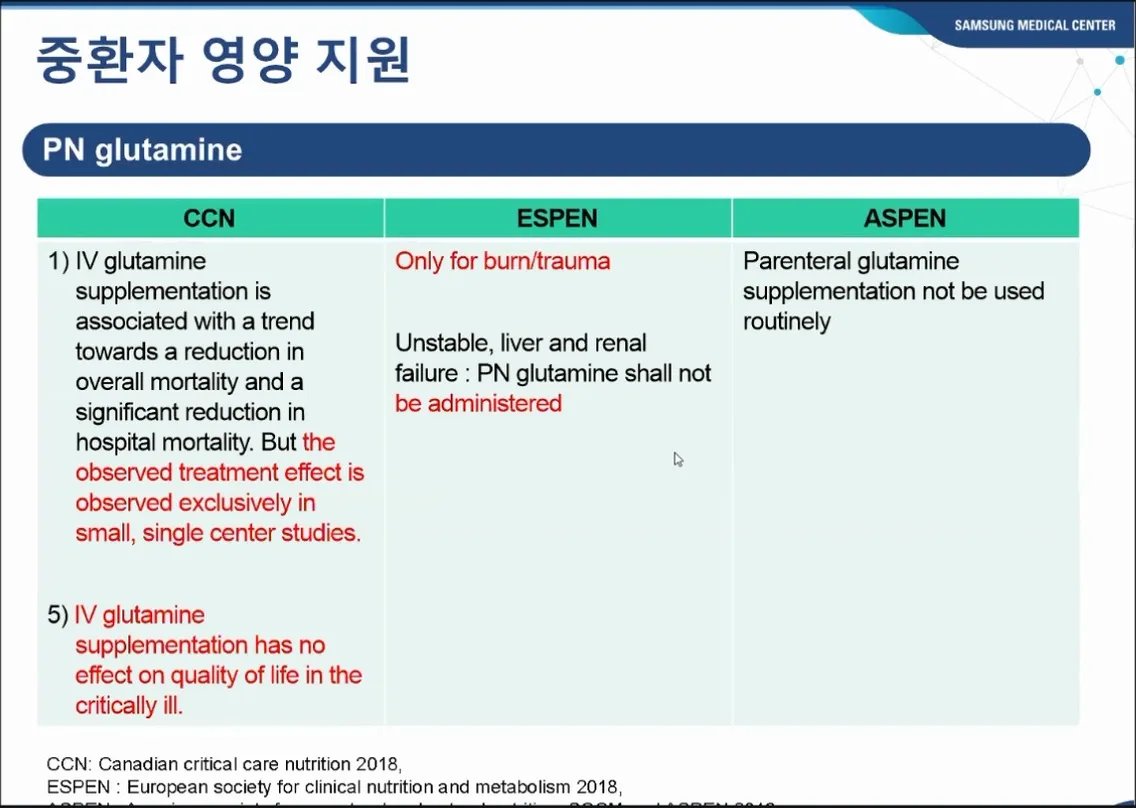 SAMSUNG MEDICAL CENTER
중환자 영양 지원
PN glutamine
CCN
ESPEN
ASPEN
1) IV glutamine
supplementation is
associated with a trend
towards a reduction in
overall mortality and a
significant reduction in
hospital mortality. But the
observed treatment effect is
observed exclusively in
small, single center studies.
5) IV glutamine
supplementation has no
effect on quality of life in the
critically ill.
Only for burn/trauma
Unstable, liver and renal
failure : PN glutamine shall not
be administered
Parenteral glutamine
supplementation not be used
routinely
CCN: Canadian critical care nutrition 2018,
ESPEN : European society for clinical nutrition and metabolism 2018,